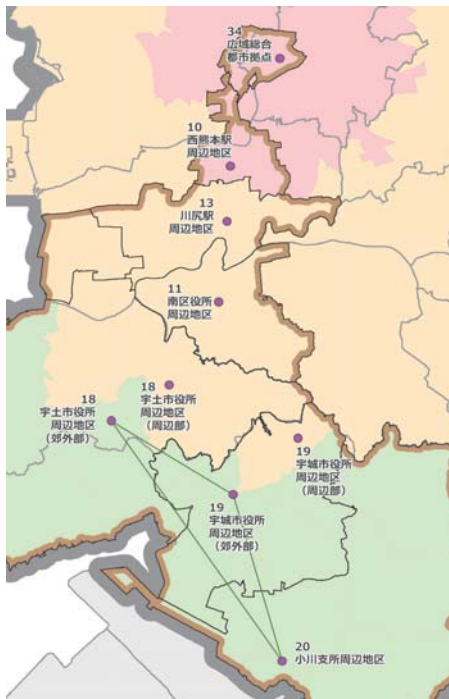 34
広域総合
都市拠点
10
西熊本駅
周辺地区
13
川尻駅
周辺地区
11
南区役所
周辺地区
18
宇土市役所
周辺地区
（周辺部）
18
宇土市役所
周辺地区
（郊外部）
19
宇城市役所
周辺地区
（周辺部）
19
宇城市役所
周辺地区
（郊外部）
20
小川支所周辺地区